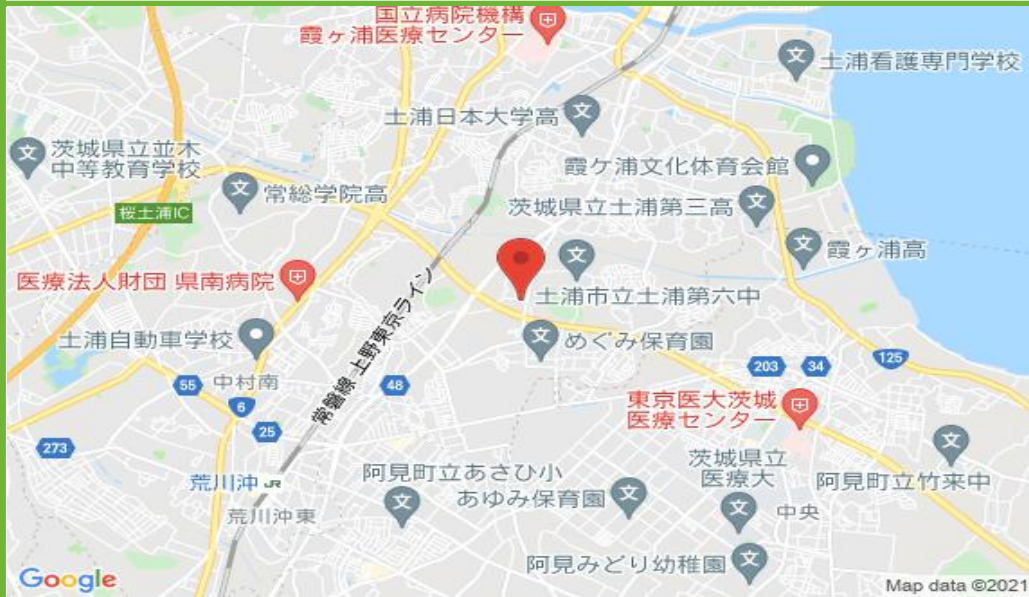 国立病院機構
霞ヶ浦医療センター
土浦看護専門学校
土浦日本大学高
茨城県立並木
中等教育学校
霞ケ浦文化体育会館
常総学院高
茨城県立土浦第三高
桜土浦IC
霞ヶ浦高
医療法人財団 県南病院
常磐線 上野東京ライン
土浦市立土浦第六中
土浦自動車学校
めぐみ保育園
125
203
34
55
中村南
48
6
東京医大茨城
医療センター
25
273
茨城県立
医療大
阿見町立あさひ小
阿見町立竹来中
荒川沖 JR
あゆみ保育園
中央
荒川沖東
阿見みどり幼稚園
Google
Map data ©2021